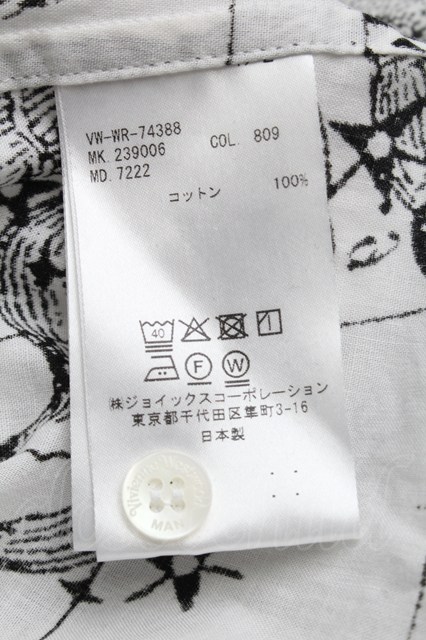 VW-WR-74388
MK. 239006 COL. 809
MD. 7222
コットン 100%
40
F W
㈱ジョイックスコーポレーション
東京都千代田区隼町3-16
日本製
Vivienne Westwood
MAN